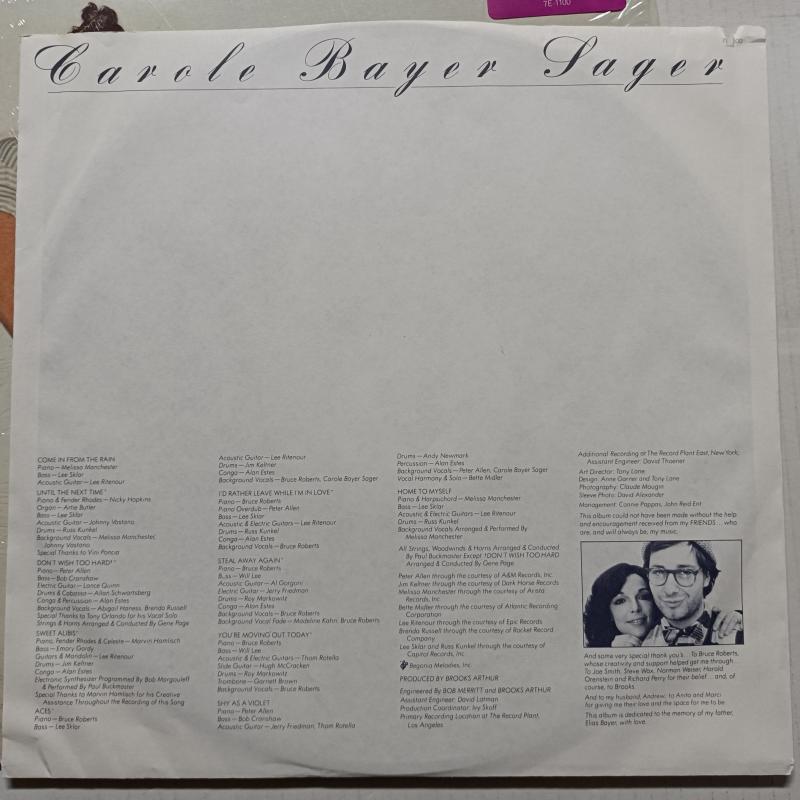 7E-1100
Carole Bayer Sager
COME IN FROM THE RAIN
Piano—Melissa Manchester
Bass—Lee Sklar
Acoustic Guitar—Lee Ritenour
UNTIL THE NEXT TIME*
Piano & Fender Rhodes—Nicky Hopkins
Organ—Artie Butler
Bass—Lee Sklar
Acoustic Guitar—Johnny Vastano
Drums—Russ Kunkel
Background Vocals—Melissa Manchester,
Johnny Vastano
Special Thanks to Vini Poncia
DON'T WISH TOO HARD†*
Piano—Peter Allen
Bass—Bob Cranshaw
Electric Guitar—Lance Quinn
Drums & Cabassa—Allan Schwartzberg
Conga & Percussion—Alan Estes
Background Vocals—Abigail Haness, Brenda Russell
Special Thanks to Tony Orlando for his Vocal Solo
Strings & Horns Arranged & Conducted By Gene Page
SWEET ALIBIS*
Piano, Fender Rhodes & Celeste—Marvin Hamlisch
Bass—Emory Gordy
Guitars & Mandolin—Lee Ritenour
Drums—Jim Keltner
Conga—Alan Estes
Electronic Synthesizer Programmed By Bob Margouleff
& Performed By Paul Buckmaster
Special Thanks to Marvin Hamlisch for his Creative
Assistance Throughout the Recording of this Song
ACES*
Piano—Bruce Roberts
Bass—Lee Sklar
Acoustic Guitar—Lee Ritenour
Drums—Jim Keltner
Conga—Alan Estes
Background Vocals—Bruce Roberts, Carole Bayer Sager
I'D RATHER LEAVE WHILE I'M IN LOVE*
Piano—Bruce Roberts
Piano Overdub—Peter Allen
Bass—Lee Sklar
Acoustic & Electric Guitars—Lee Ritenour
Drums—Russ Kunkel
Conga—Alan Estes
Background Vocals—Bruce Roberts
STEAL AWAY AGAIN*
Piano—Bruce Roberts
Bass—Will Lee
Acoustic Guitar—Al Gorgoni
Electric Guitar—Jerry Friedman
Drums—Roy Markowitz
Conga—Alan Estes
Background Vocals—Bruce Roberts
Background Vocal Fade—Madeline Kahn, Bruce Roberts
YOU'RE MOVING OUT TODAY*
Piano—Bruce Roberts
Bass—Will Lee
Acoustic & Electric Guitars—Thom Rotella
Slide Guitar—Hugh McCracken
Drums—Roy Markowitz
Trombone—Garnett Brown
Background Vocals—Bruce Roberts
SHY AS A VIOLET
Piano—Peter Allen
Bass—Bob Cranshaw
Acoustic Guitar—Jerry Friedman, Thom Rotella
Drums—Andy Newmark
Percussion—Alan Estes
Background Vocals—Peter Allen, Carole Bayer Sager
Vocal Harmony & Solo—Bette Midler
HOME TO MYSELF
Piano & Harpsichord—Melissa Manchester
Bass—Lee Sklar
Acoustic & Electric Guitars—Lee Ritenour
Drums—Russ Kunkel
Background Vocals Arranged & Performed By
Melissa Manchester
All Strings, Woodwinds & Horns Arranged & Conducted
By Paul Buckmaster Except †DON'T WISH TOO HARD
Arranged & Conducted By Gene Page
Peter Allen through the courtesy of A&M Records, Inc.
Jim Keltner through the courtesy of Dark Horse Records
Melissa Manchester through the courtesy of Arista
Records, Inc.
Bette Midler through the courtesy of Atlantic Recording
Corporation
Lee Ritenour through the courtesy of Epic Records
Brenda Russell through the courtesy of Rocket Record
Company
Lee Sklar and Russ Kunkel through the courtesy of
Capitol Records, Inc.
Begonia Melodies, Inc.
PRODUCED BY BROOKS ARTHUR
Engineered By BOB MERRITT and BROOKS ARTHUR
Assistant Engineer: David Latman
Production Coordinator: Ivy Skoff
Primary Recording Location at The Record Plant,
Los Angeles
Additional Recording at The Record Plant East, New York;
Assistant Engineer: David Thoener
Art Director: Tony Lane
Design: Anne Garner and Tony Lane
Photography: Claude Mougin
Sleeve Photo: David Alexander
Management: Connie Pappas, John Reid Ent.
This album could not have been made without the help
and encouragement received from my FRIENDS... who
are, and will always be, my music.
And some very special thank you's... To Bruce Roberts,
whose creativity and support helped get me through...
To Joe Smith, Steve Wax, Norman Weiser, Harold
Orenstein and Richard Perry for their belief... and, of
course, to Brooks.
And to my husband, Andrew; to Anita and Marci
for giving me their love and the space for me to be.
This album is dedicated to the memory of my father,
Elias Bayer, with love.